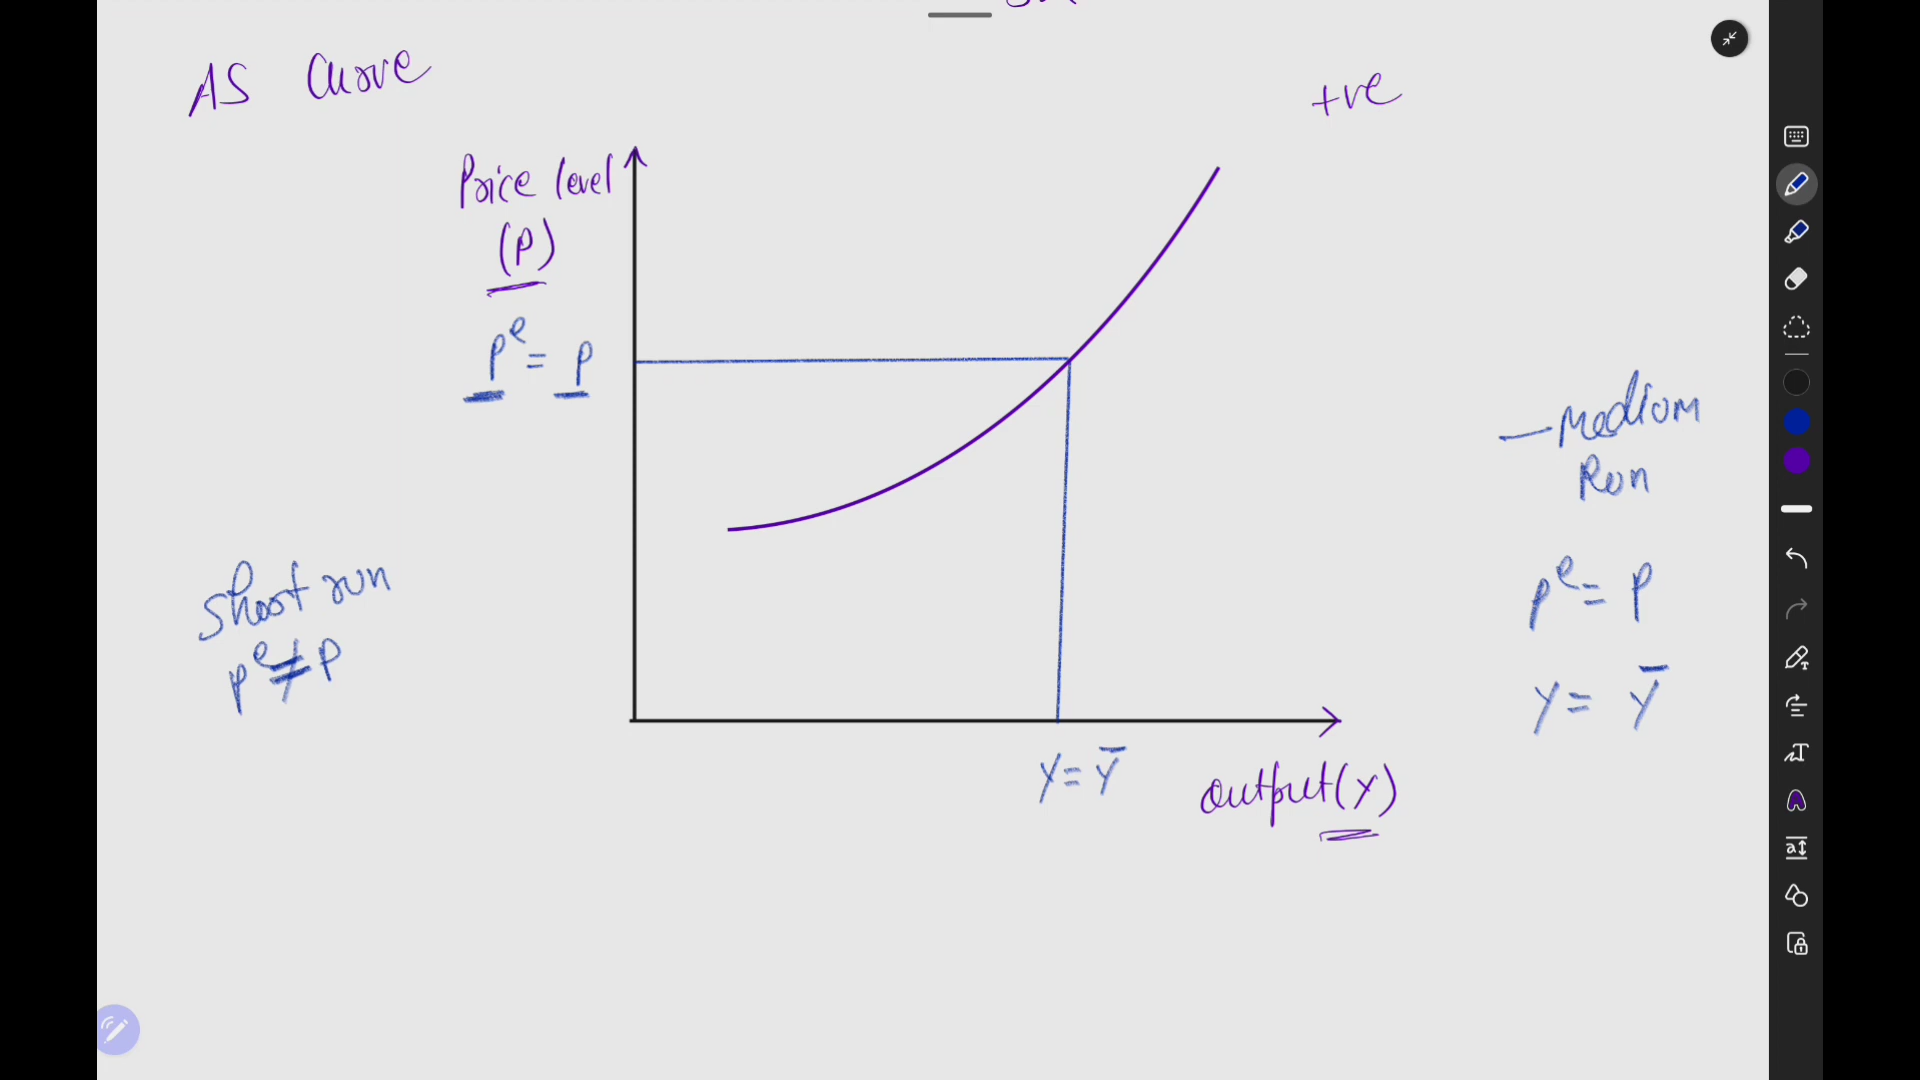 AS Curve
+ve
Price level
(P)
pᵉ = p
- Medium
Run
Short run
pᵉ ≠ p
pᵉ = p
Y = Ȳ
Y = Ȳ
output (Y)